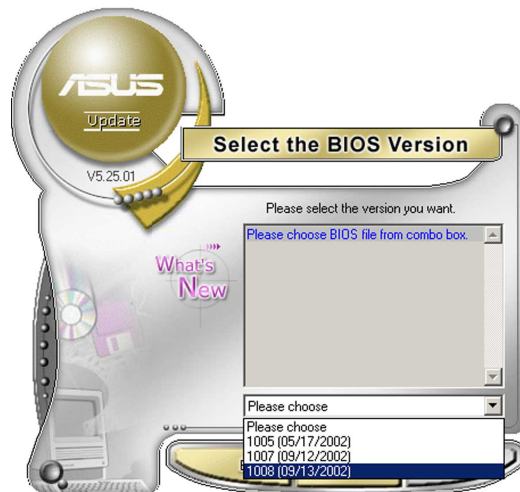 ASUS
Update
Select the BIOS Version
V5.25.01
Please select the version you want.
Please choose BIOS file from combo box.
What's
New
Please choose
Please choose
1005 (05/17/2002)
1007 (09/12/2002)
1008 (09/13/2002)